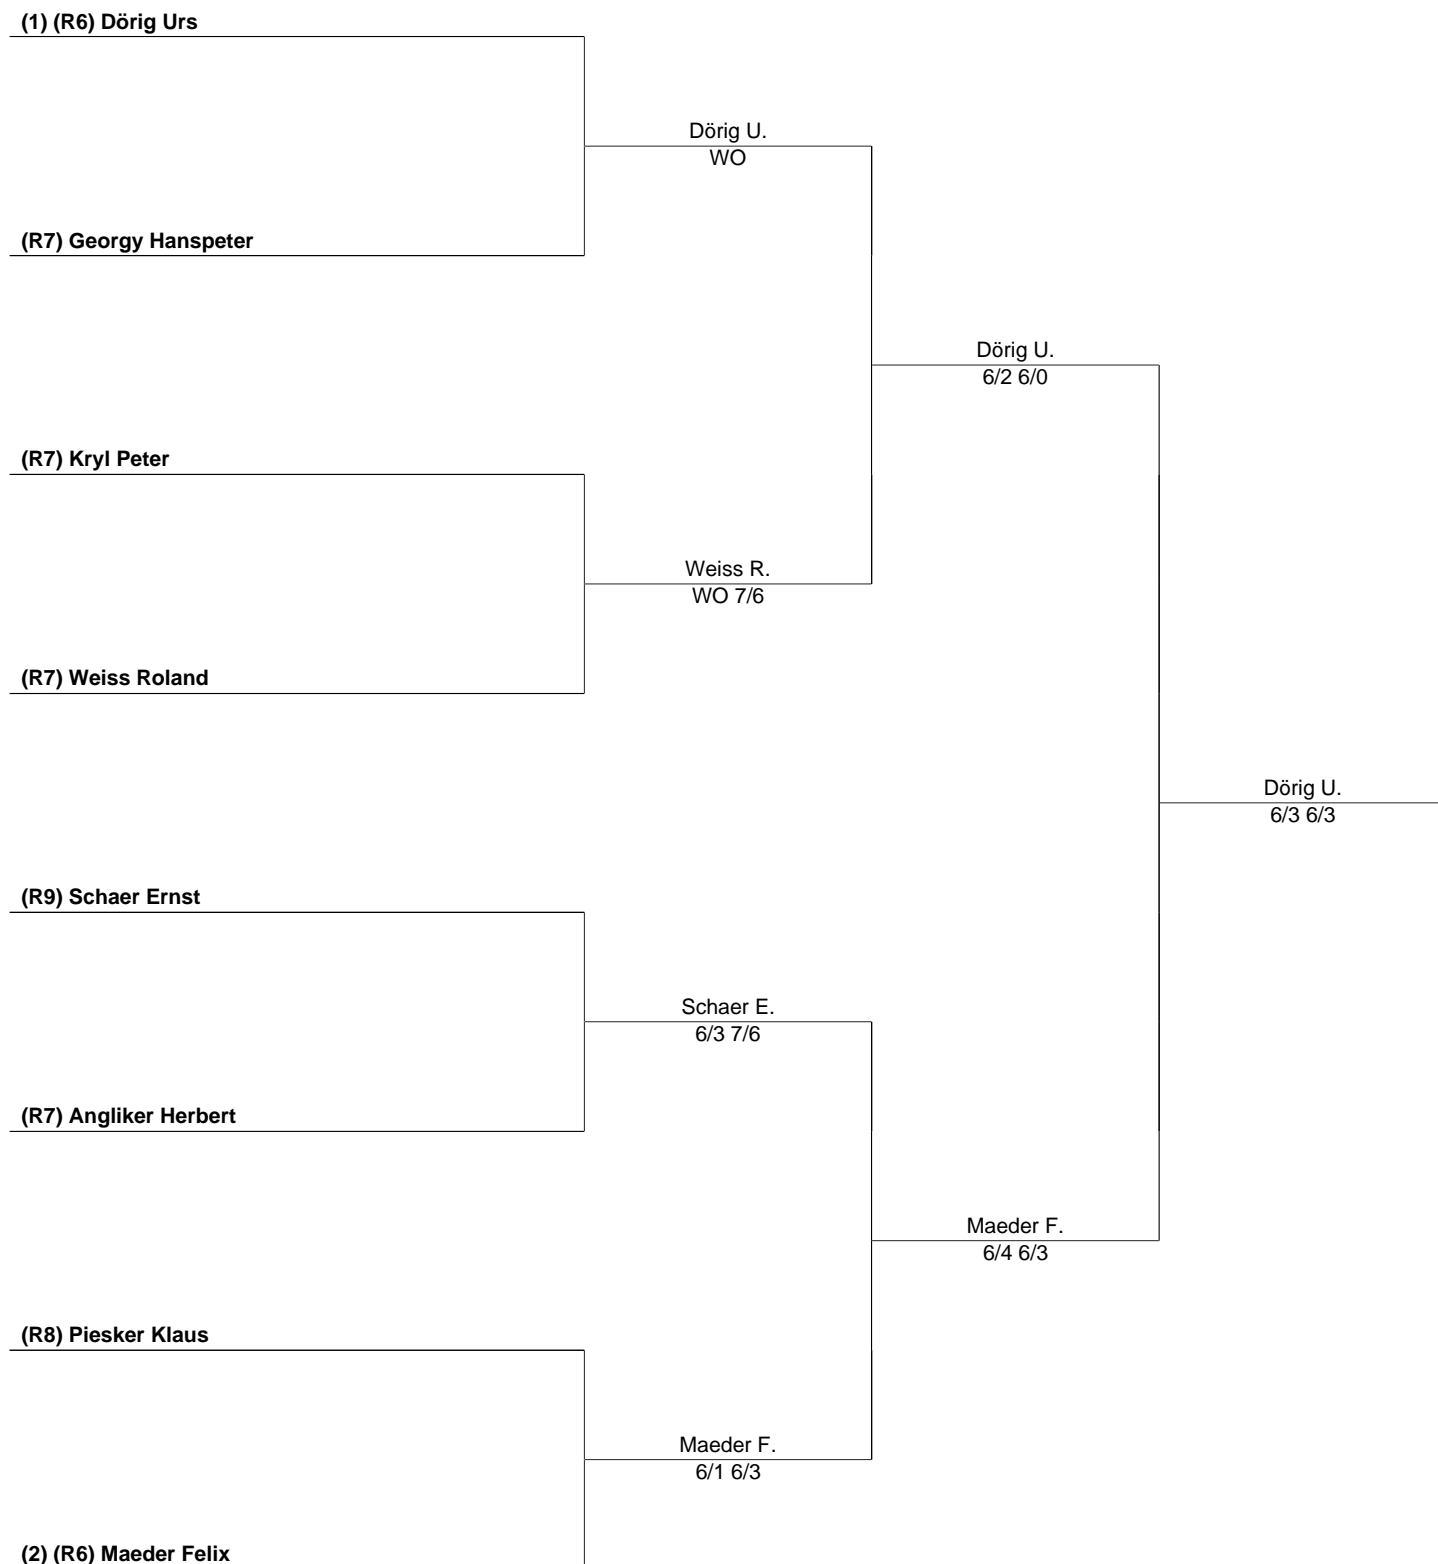 (1) (R6) Dörig Urs
Dörig U.
WO
(R7) Georgy Hanspeter
Dörig U.
6/2 6/0
(R7) Kryl Peter
Weiss R.
WO 7/6
(R7) Weiss Roland
Dörig U.
6/3 6/3
(R9) Schaer Ernst
Schaer E.
6/3 7/6
(R7) Angliker Herbert
Maeder F.
6/4 6/3
(R8) Piesker Klaus
Maeder F.
6/1 6/3
(2) (R6) Maeder Felix